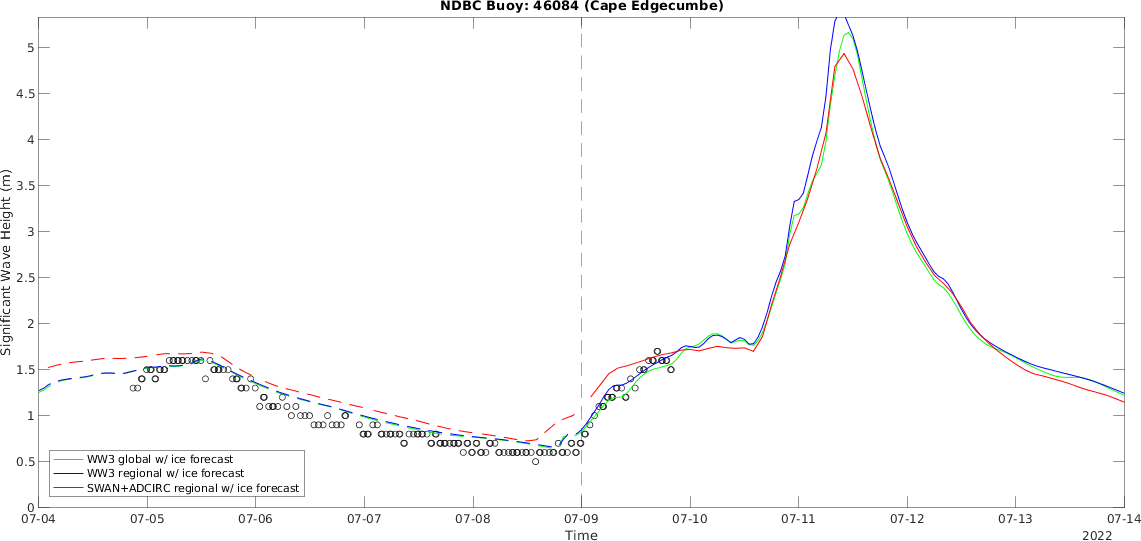 NDBC Buoy: 46084 (Cape Edgecumbe)
Significant Wave Height (m)
5
4.5
4
3.5
3
2.5
2
1.5
1
0.5
0
WW3 global w/ ice forecast
WW3 regional w/ ice forecast
SWAN+ADCIRC regional w/ ice forecast
07-04 07-05 07-06 07-07 07-08 07-09 07-10 07-11 07-12 07-13 07-14
Time
2022